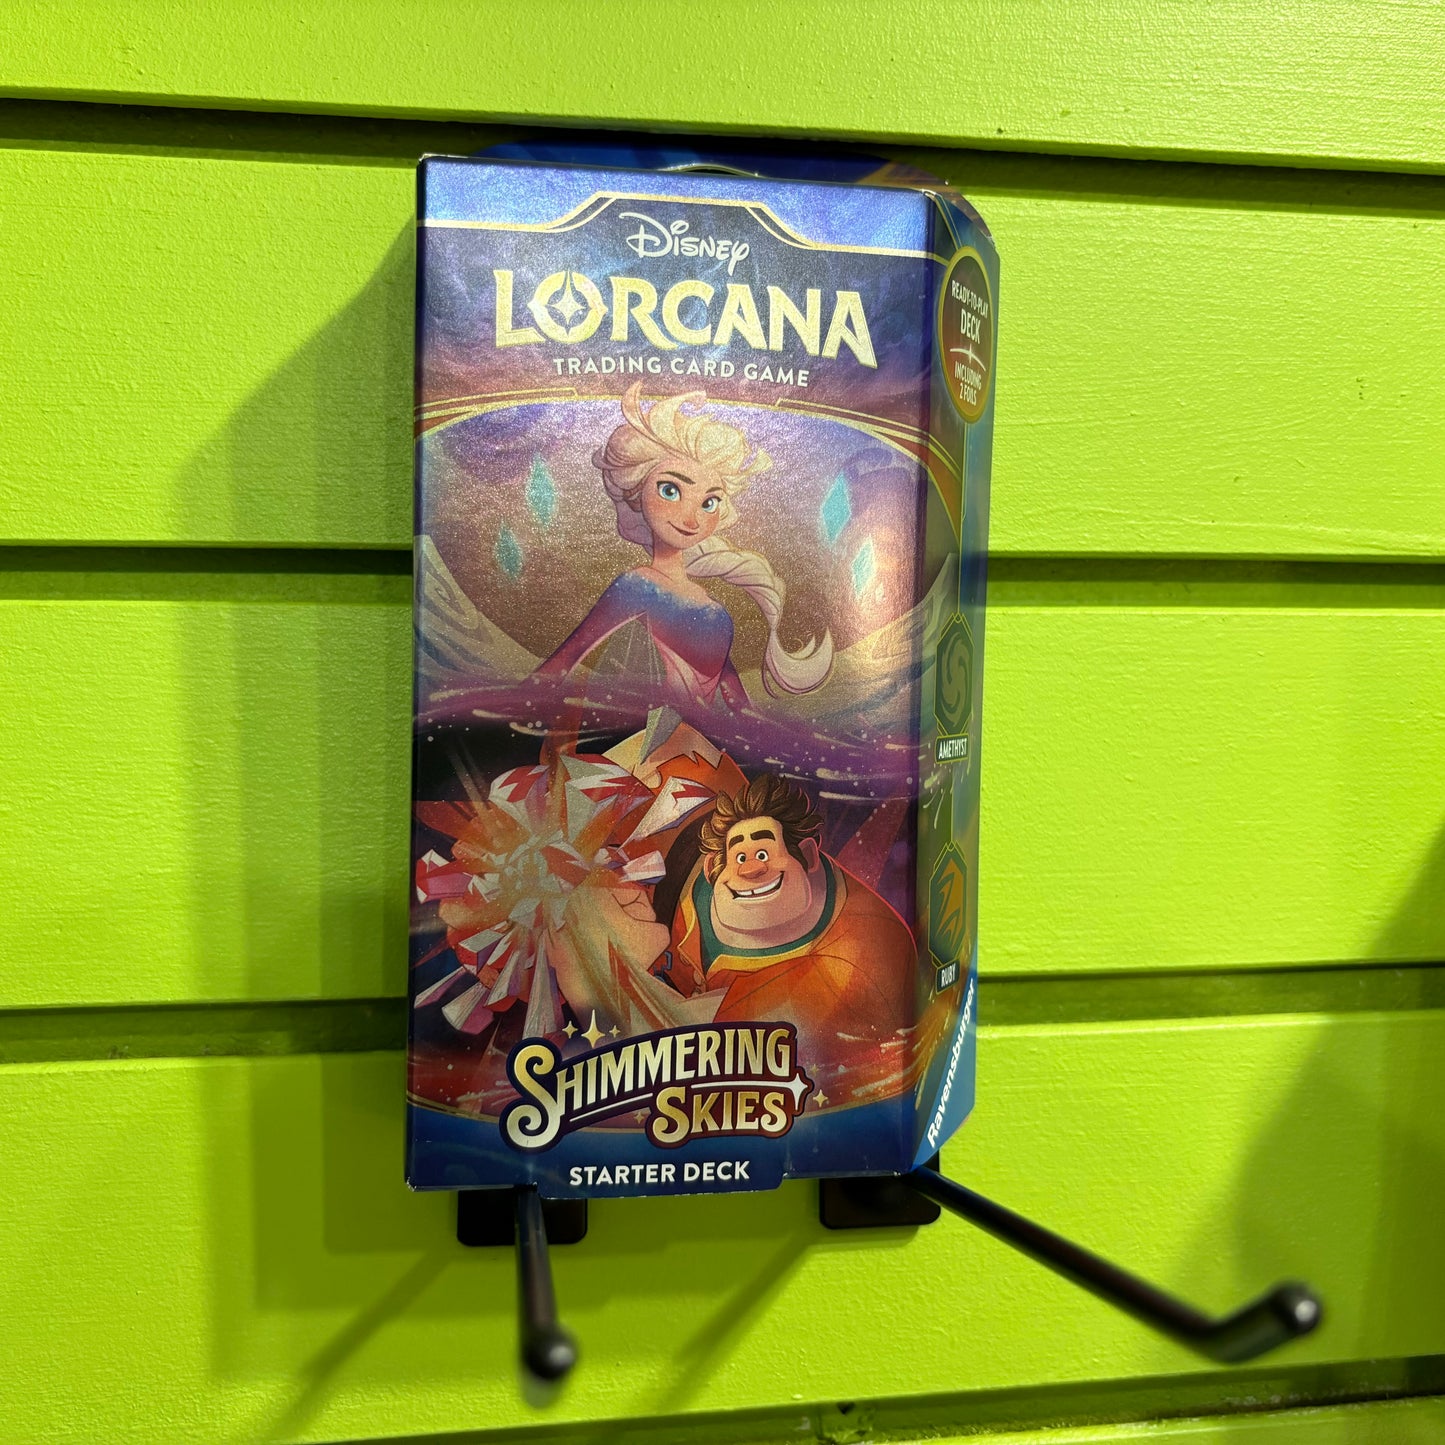 Disney
LORCANA
TRADING CARD GAME
READY-TO-PLAY
DECK
INCLUDING
2 FOILS
AMETHYST
RUBY
Ravensburger
SHIMMERING
SKIES
STARTER DECK